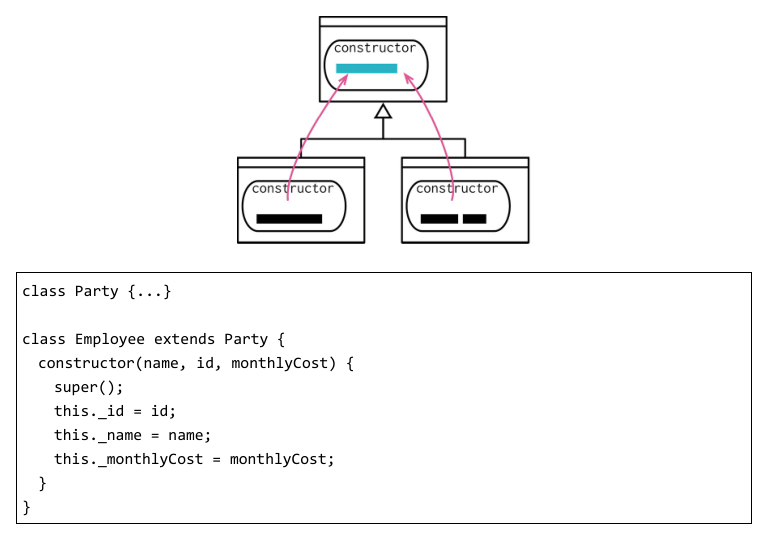 constructor
constructor
constructor
class Party {...}
class Employee extends Party {
constructor(name, id, monthlyCost) {
super();
this._id = id;
this._name = name;
this._monthlyCost = monthlyCost;
}
}